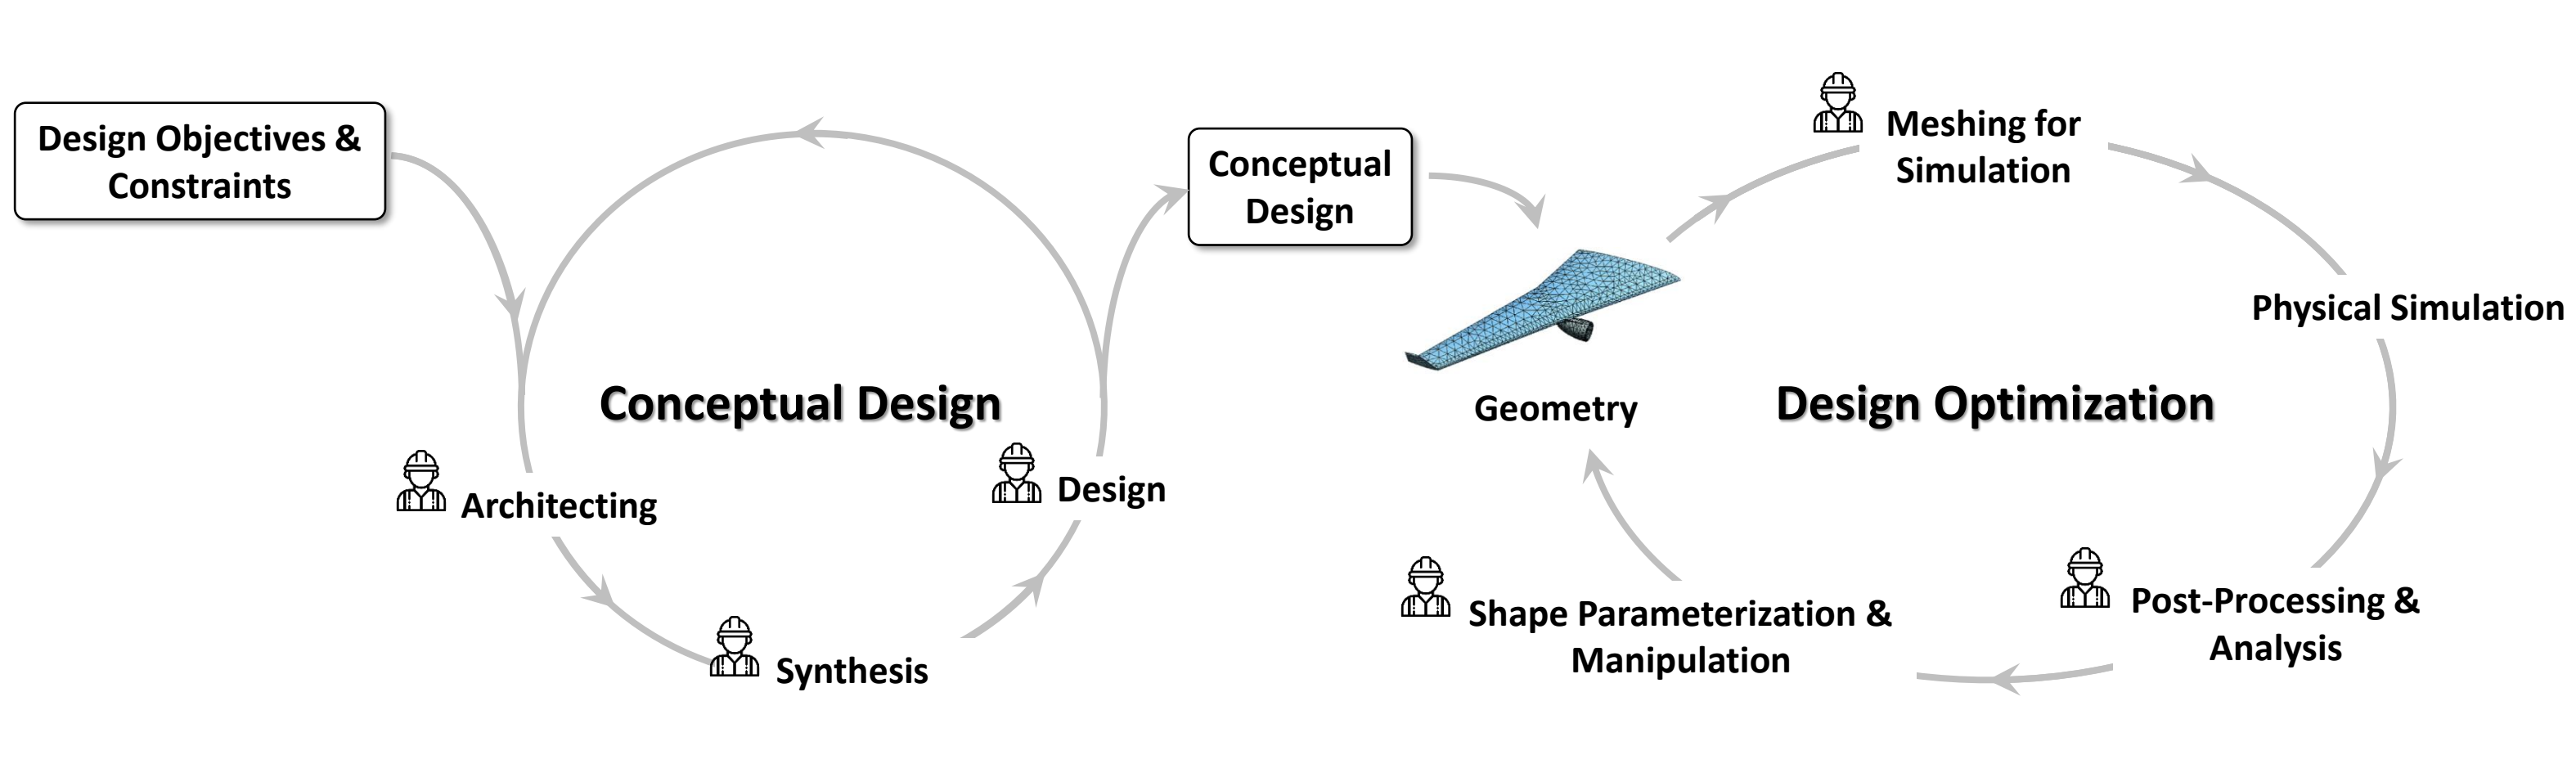 Design Objectives &
Constraints
Conceptual Design
Architecting
Synthesis
Design
Conceptual
Design
Geometry
Design Optimization
Meshing for
Simulation
Physical Simulation
Post-Processing &
Analysis
Shape Parameterization &
Manipulation